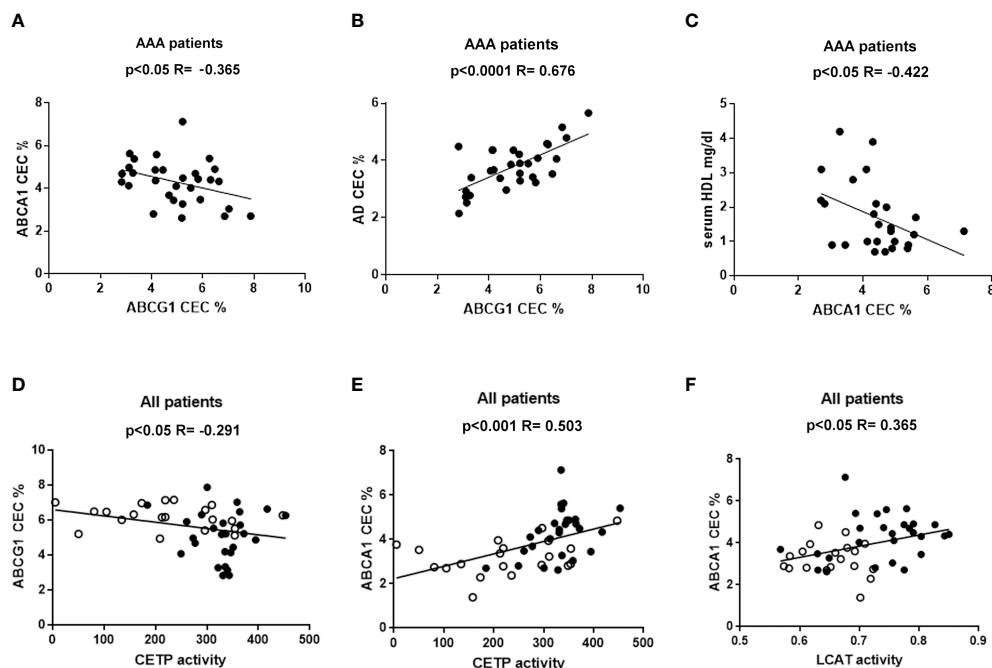 A
AAA patients
p<0.05 R= -0.365
ABCA1 CEC %
8
6
4
2
0
0 2 4 6 8 10
ABCG1 CEC %
B
AAA patients
p<0.0001 R= 0.676
AD CEC %
6
4
2
0
0 2 4 6 8 10
ABCG1 CEC %
C
AAA patients
p<0.05 R= -0.422
serum HDL mg/dl
5
4
3
2
1
0
0 2 4 6 8
ABCA1 CEC %
D
All patients
p<0.05 R= -0.291
ABCG1 CEC %
10
8
6
4
2
0
0 100 200 300 400 500
CETP activity
E
All patients
p<0.001 R= 0.503
ABCA1 CEC %
8
6
4
2
0
0 100 200 300 400 500
CETP activity
F
All patients
p<0.05 R= 0.365
ABCA1 CEC %
8
6
4
2
0
0.5 0.6 0.7 0.8 0.9
LCAT activity